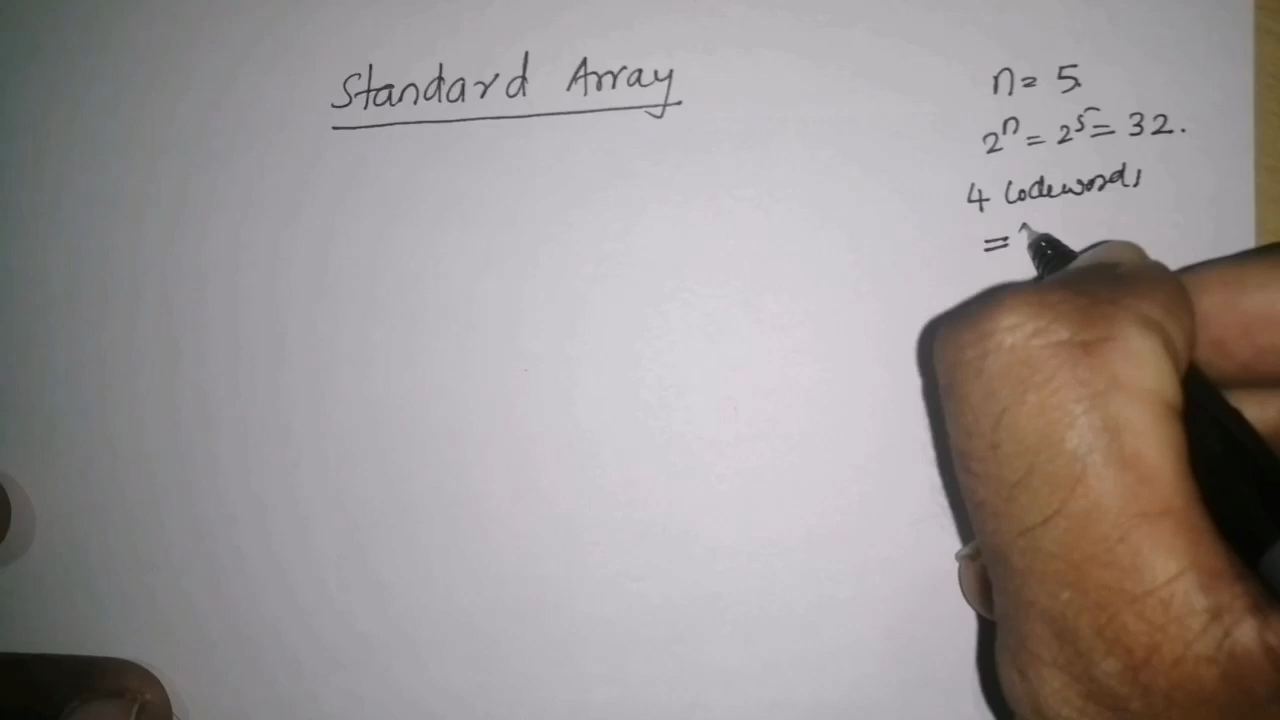 Standard Array
n = 5
2ⁿ = 2⁵ = 32.
4 codewords
=